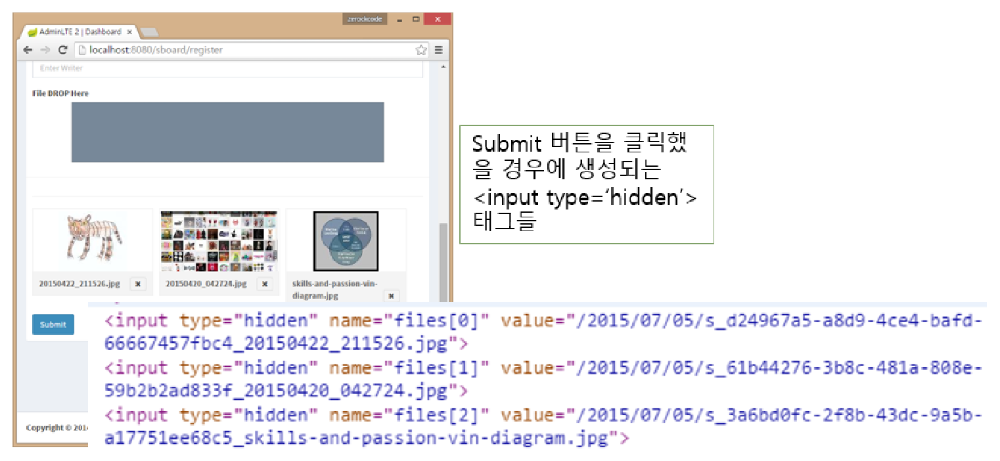 zerockcode
AdminLTE 2 | Dashboard
localhost:8080/sboard/register
Enter Writer
File DROP Here
Submit 버튼을 클릭했
을 경우에 생성되는
<input type=‘hidden’>
태그들
20150422_211526.jpg
20150420_042724.jpg
skills-and-passion-vin-
diagram.jpg
Submit
<input type="hidden" name="files[0]" value="/2015/07/05/s_d24967a5-a8d9-4ce4-bafd-
66667457fbc4_20150422_211526.jpg">
<input type="hidden" name="files[1]" value="/2015/07/05/s_61b44276-3b8c-481a-808e-
59b2b2ad833f_20150420_042724.jpg">
<input type="hidden" name="files[2]" value="/2015/07/05/s_3a6bd0fc-2f8b-43dc-9a5b-
a17751ee68c5_skills-and-passion-vin-diagram.jpg">
Copyright © 201